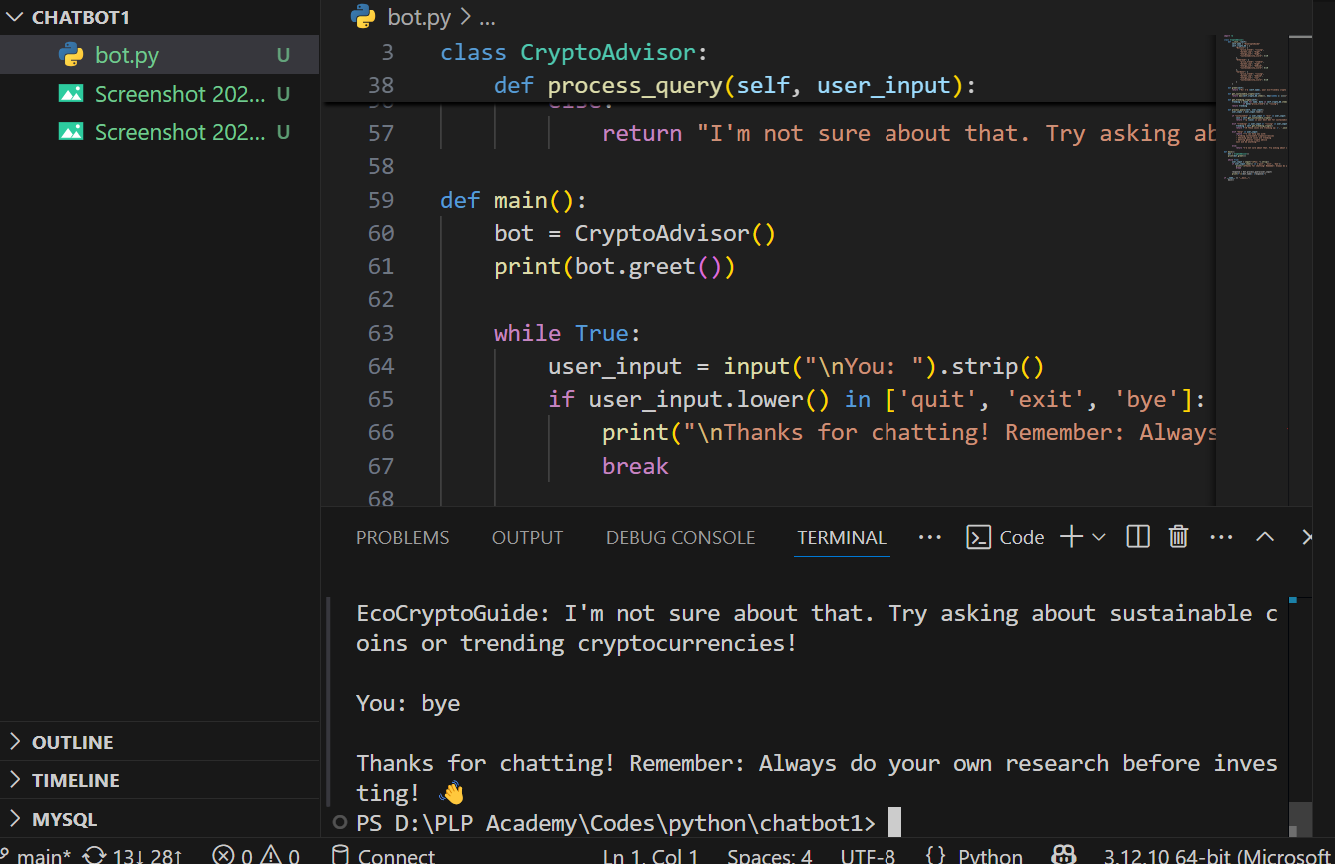 CHATBOT1
bot.py U
Screenshot 202... U
Screenshot 202... U
OUTLINE
TIMELINE
MYSQL
bot.py > ...
3 class CryptoAdvisor:
38 def process_query(self, user_input):
else:
57 return "I'm not sure about that. Try asking ab
58
59 def main():
60 bot = CryptoAdvisor()
61 print(bot.greet())
62
63 while True:
64 user_input = input("\nYou: ").strip()
65 if user_input.lower() in ['quit', 'exit', 'bye']:
66 print("\nThanks for chatting! Remember: Always
67 break
68
PROBLEMS OUTPUT DEBUG CONSOLE TERMINAL ... Code
EcoCryptoGuide: I'm not sure about that. Try asking about sustainable c
oins or trending cryptocurrencies!
You: bye
Thanks for chatting! Remember: Always do your own research before inves
ting! 👋
PS D:\PLP Academy\Codes\python\chatbot1>
main* 13↓ 28↑ 0 0 Connect Ln 1, Col 1 Spaces: 4 UTF-8 {} Python 3.12.10 64-bit (Microsoft